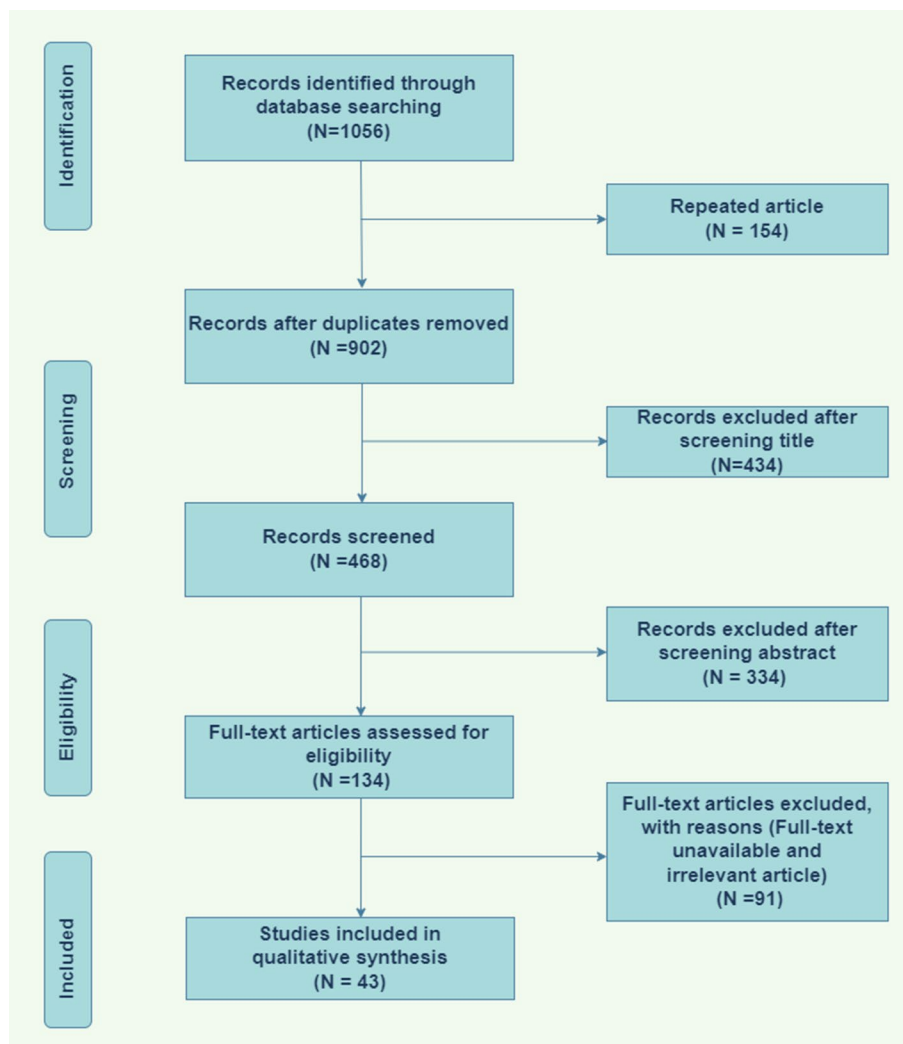 Identification
Records identified through
database searching
(N=1056)
Repeated article
(N = 154)
Records after duplicates removed
(N =902)
Screening
Records excluded after
screening title
(N=434)
Records screened
(N =468)
Eligibility
Records excluded after
screening abstract
(N = 334)
Full-text articles assessed for
eligibility
(N =134)
Full-text articles excluded,
with reasons (Full-text
unavailable and
irrelevant article)
(N =91)
Included
Studies included in
qualitative synthesis
(N = 43)